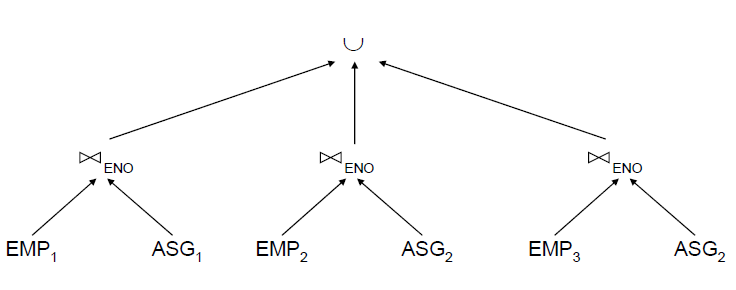 ∪
⋈ENO ⋈ENO ⋈ENO
EMP1 ASG1 EMP2 ASG2 EMP3 ASG2